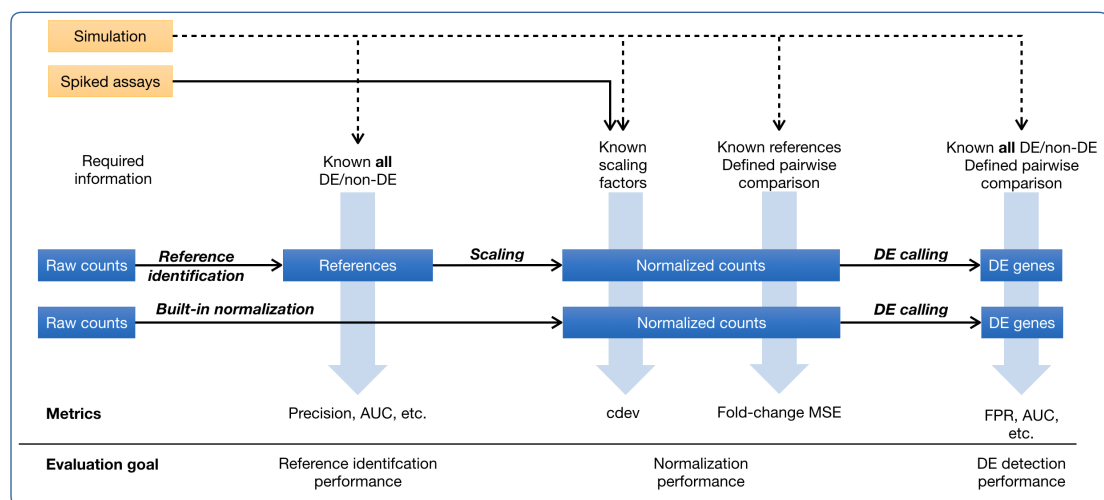 Simulation
Spiked assays
Required
information
Known all
DE/non-DE
Known
scaling
factors
Known references
Defined pairwise
comparison
Known all DE/non-DE
Defined pairwise
comparison
Raw counts
Reference
identification
References
Scaling
Normalized counts
DE calling
DE genes
Raw counts
Built-in normalization
Normalized counts
DE calling
DE genes
Metrics
Precision, AUC, etc.
cdev
Fold-change MSE
FPR, AUC,
etc.
Evaluation goal
Reference identifcation
performance
Normalization
performance
DE detection
performance